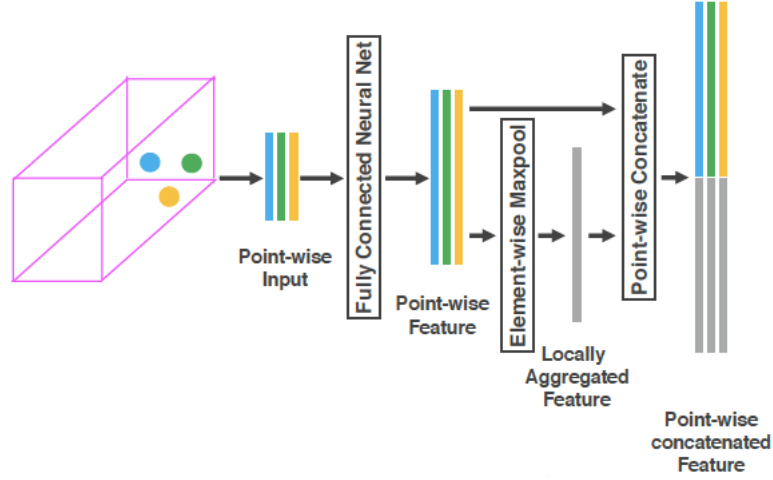 Point-wise
Input
Fully Connected Neural Net
Point-wise
Feature
Element-wise Maxpool
Locally
Aggregated
Feature
Point-wise Concatenate
Point-wise
concatenated
Feature